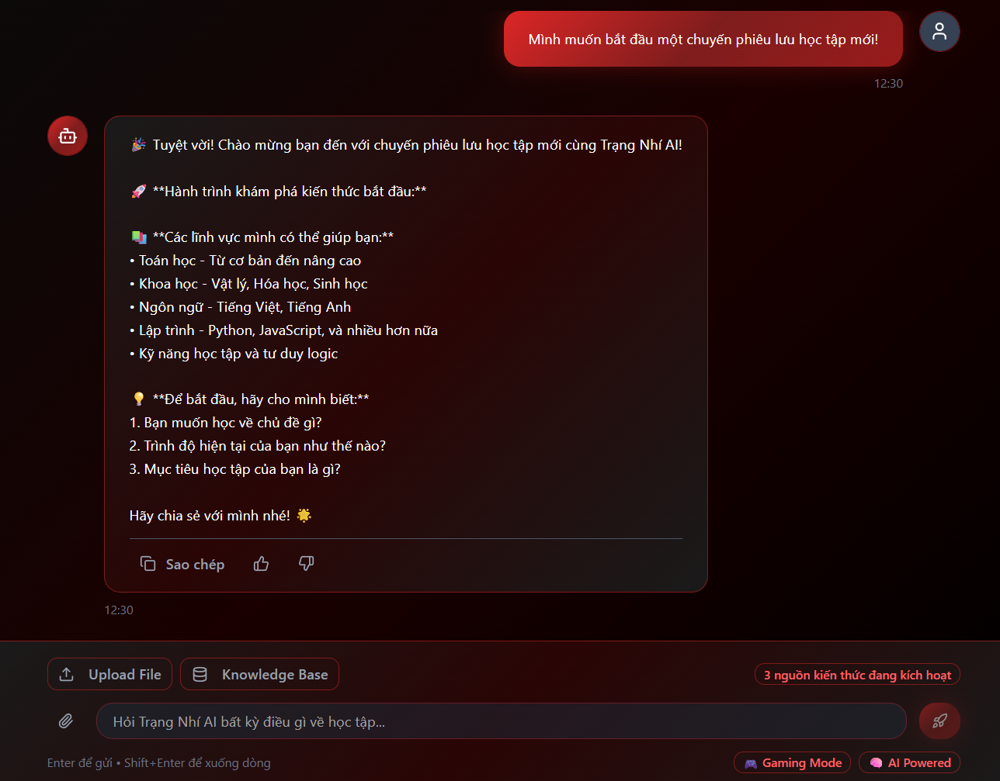 Mình muốn bắt đầu một chuyến phiêu lưu học tập mới!
12:30
🎉 Tuyệt vời! Chào mừng bạn đến với chuyến phiêu lưu học tập mới cùng Trạng Nhí AI!
🚀 **Hành trình khám phá kiến thức bắt đầu:**
📚 **Các lĩnh vực mình có thể giúp bạn:**
• Toán học - Từ cơ bản đến nâng cao
• Khoa học - Vật lý, Hóa học, Sinh học
• Ngôn ngữ - Tiếng Việt, Tiếng Anh
• Lập trình - Python, JavaScript, và nhiều hơn nữa
• Kỹ năng học tập và tư duy logic
💡 **Để bắt đầu, hãy cho mình biết:**
1. Bạn muốn học về chủ đề gì?
2. Trình độ hiện tại của bạn như thế nào?
3. Mục tiêu học tập của bạn là gì?
Hãy chia sẻ với mình nhé! 🌟
Sao chép
12:30
Upload File
Knowledge Base
3 nguồn kiến thức đang kích hoạt
Hỏi Trạng Nhí AI bất kỳ điều gì về học tập...
Enter để gửi • Shift+Enter để xuống dòng
🎮 Gaming Mode
🧠 AI Powered